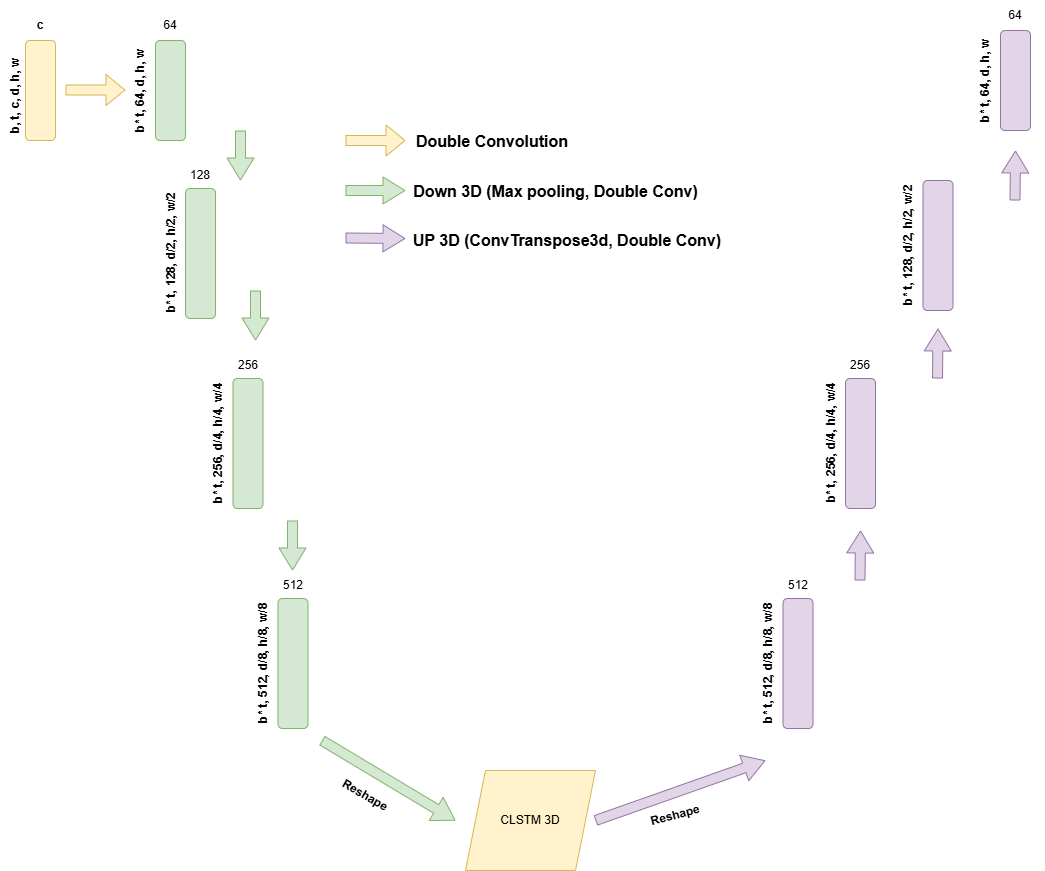 c
b, t, c, d, h, w
64
b*t, 64, d, h, w
128
b*t, 128, d/2, h/2, w/2
256
b*t, 256, d/4, h/4, w/4
512
b*t, 512, d/8, h/8, w/8
Reshape
CLSTM 3D
Reshape
512
b*t, 512, d/8, h/8, w/8
256
b*t, 256, d/4, h/4, w/4
b*t, 128, d/2, h/2, w/2
64
b*t, 64, d, h, w
Double Convolution
Down 3D (Max pooling, Double Conv)
UP 3D (ConvTranspose3d, Double Conv)